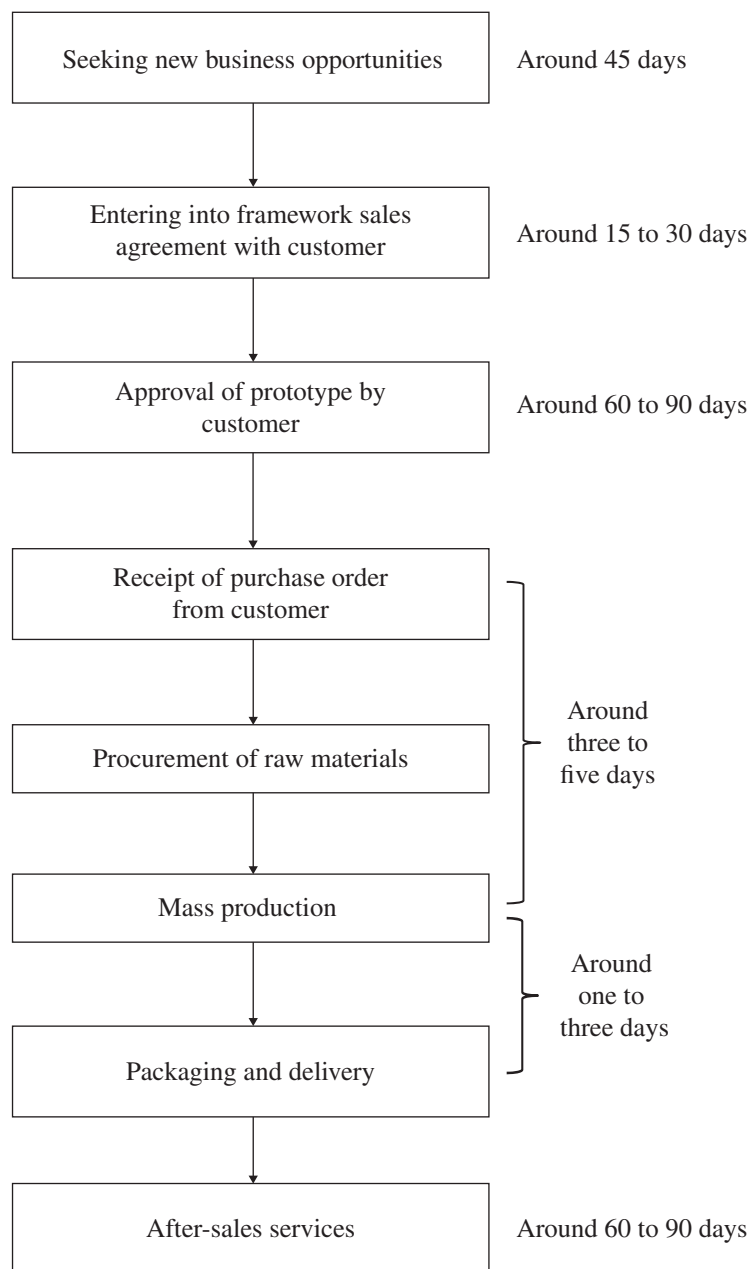 Seeking new business opportunities
Around 45 days
Entering into framework sales
agreement with customer
Around 15 to 30 days
Approval of prototype by
customer
Around 60 to 90 days
Receipt of purchase order
from customer
Procurement of raw materials
Around
three to
five days
Mass production
Around
one to
three days
Packaging and delivery
After-sales services
Around 60 to 90 days